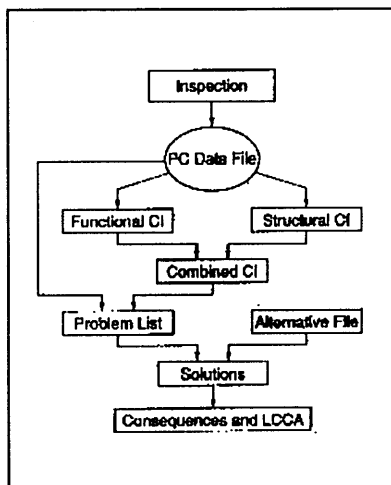 Inspection
PC Data File
Functional CI
Structural CI
Combined CI
Problem List
Alternative File
Solutions
Consequences and LCCA